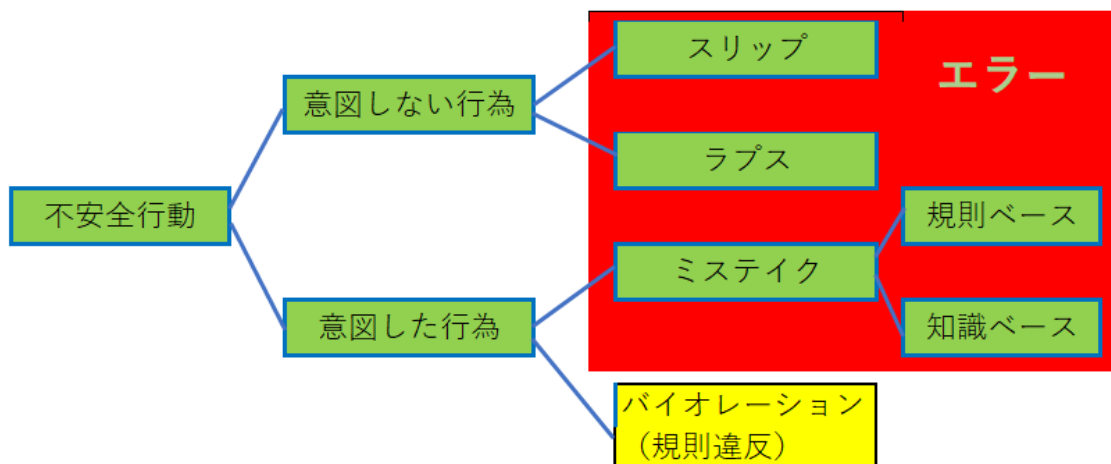 スリップ
エラー
意図しない行為
ラプス
不安全行動
規則ベース
ミステイク
意図した行為
知識ベース
バイオレーション
（規則違反）